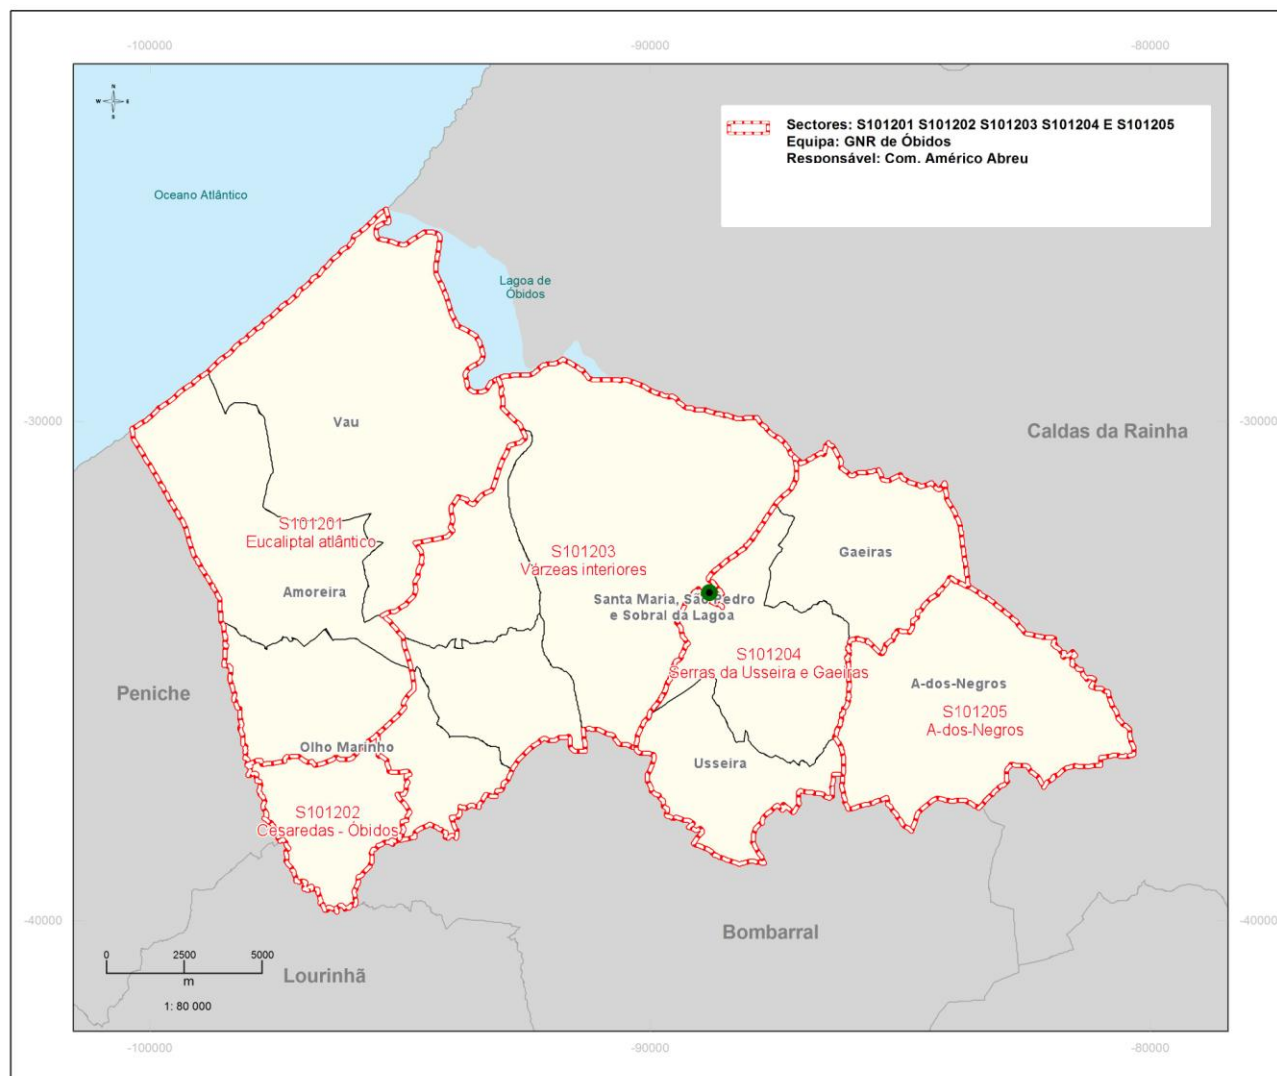 -100000
-90000
-80000
N
W
E
S
Sectores: S101201 S101202 S101203 S101204 E S101205
Equipa: GNR de Óbidos
Responsável: Com. Américo Abreu
Oceano Atlântico
Lagoa de
Óbidos
-30000
-30000
Vau
Caldas da Rainha
S101201
Eucaliptal atlântico
Amoreira
S101203
Várzeas interiores
Gaeiras
Santa Maria, São Pedro
e Sobral da Lagoa
S101204
Serras da Usseira e Gaeiras
Peniche
A-dos-Negros
S101205
A-dos-Negros
Olho Marinho
Usseira
S101202
Cesaredas - Óbidos
-40000
-40000
Bombarral
Lourinhã
0
2500
5000
m
1: 80 000
-100000
-90000
-80000